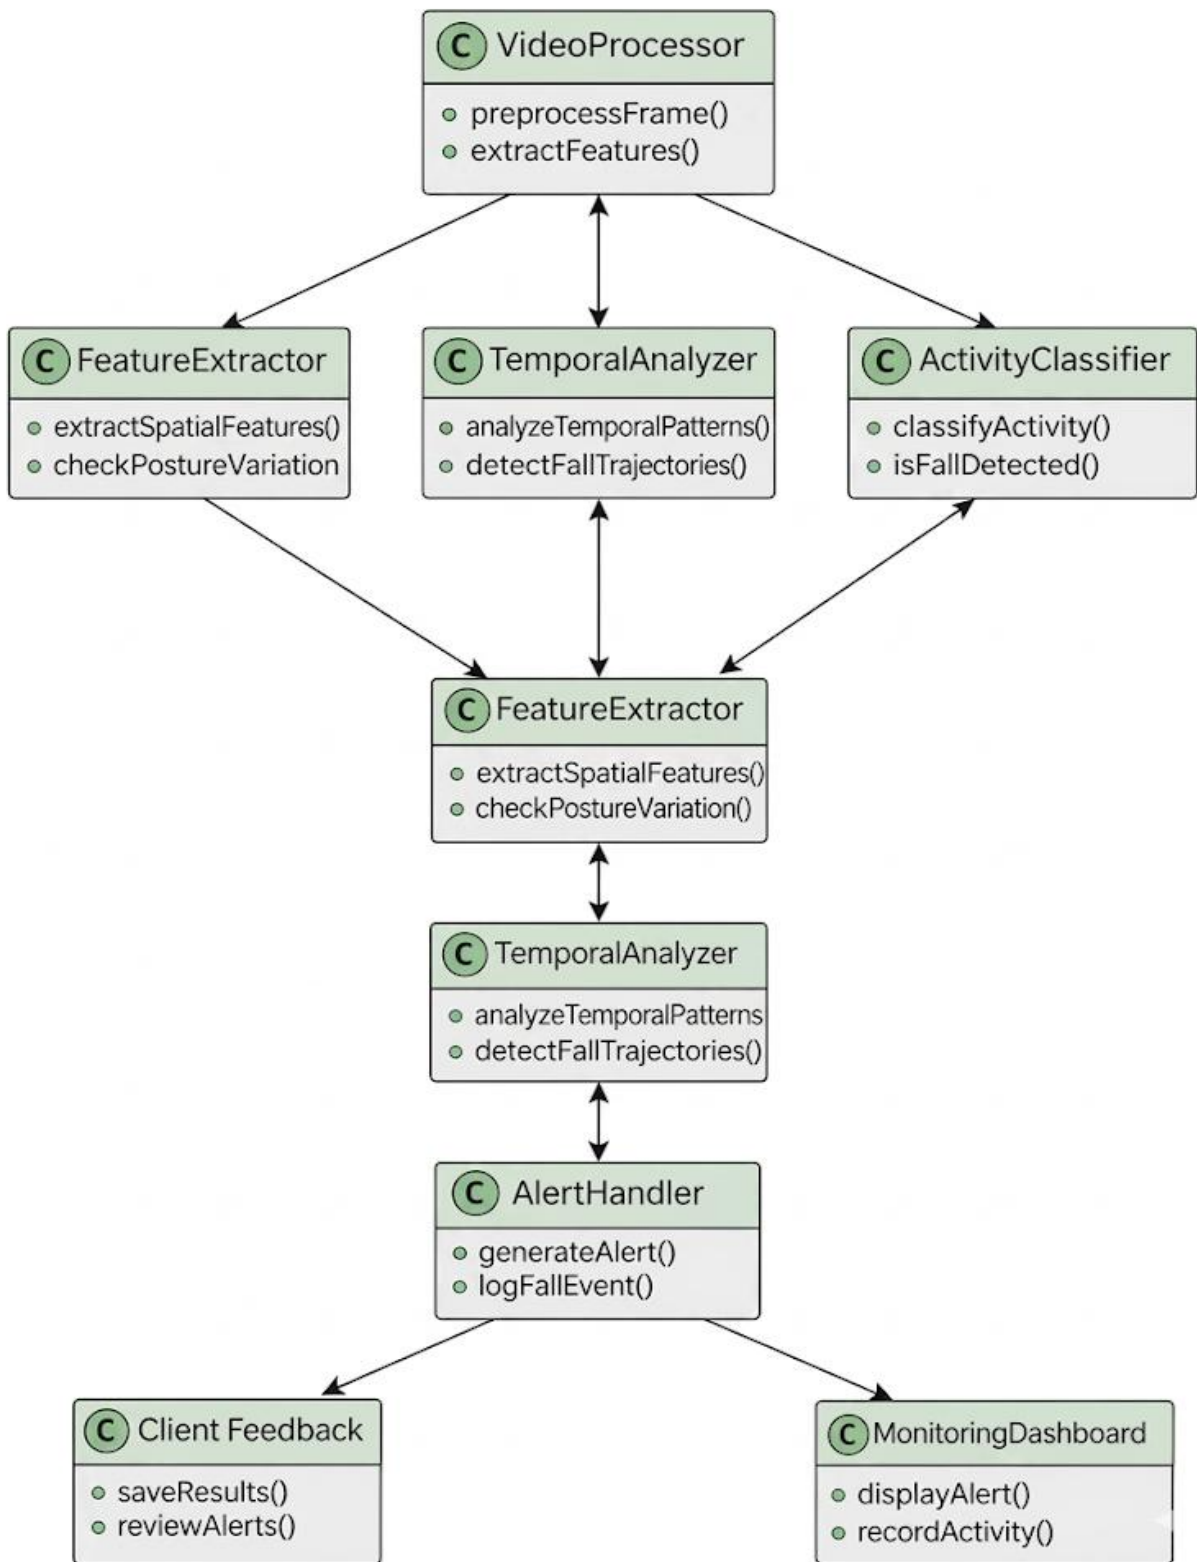 C VideoProcessor
preprocessFrame()
extractFeatures()
C FeatureExtractor
extractSpatialFeatures()
checkPostureVariation
C TemporalAnalyzer
analyzeTemporalPatterns()
detectFallTrajectories()
C ActivityClassifier
classifyActivity()
isFallDetected()
C FeatureExtractor
extractSpatialFeatures()
checkPostureVariation()
C TemporalAnalyzer
analyzeTemporalPatterns
detectFallTrajectories()
C AlertHandler
generateAlert()
logFallEvent()
C Client Feedback
saveResults()
reviewAlerts()
C MonitoringDashboard
displayAlert()
recordActivity()